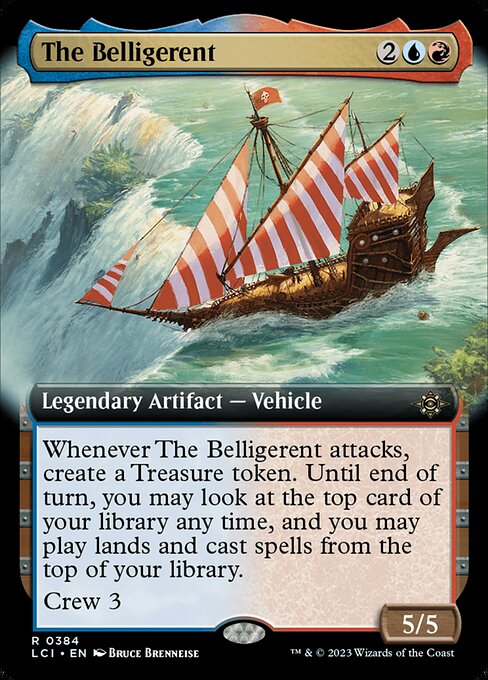 The Belligerent 2
Legendary Artifact — Vehicle
Whenever The Belligerent attacks,
create a Treasure token. Until end of
turn, you may look at the top card of
your library any time, and you may
play lands and cast spells from the
top of your library.
Crew 3
5/5
R 0384
LCI • EN Bruce Brenneise
™ & © 2023 Wizards of the Coast